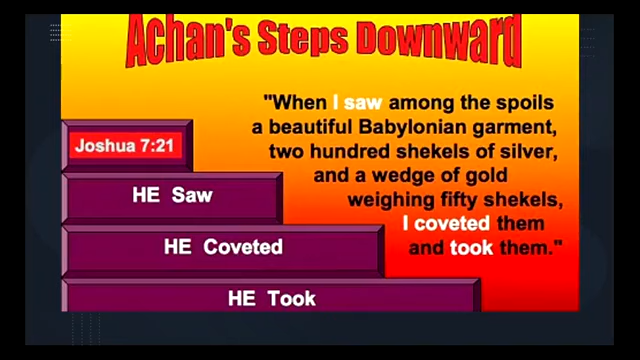 Achan's Steps Downward
"When I saw among the spoils
a beautiful Babylonian garment,
two hundred shekels of silver,
and a wedge of gold
weighing fifty shekels,
I coveted them
and took them."
Joshua 7:21
HE Saw
HE Coveted
HE Took